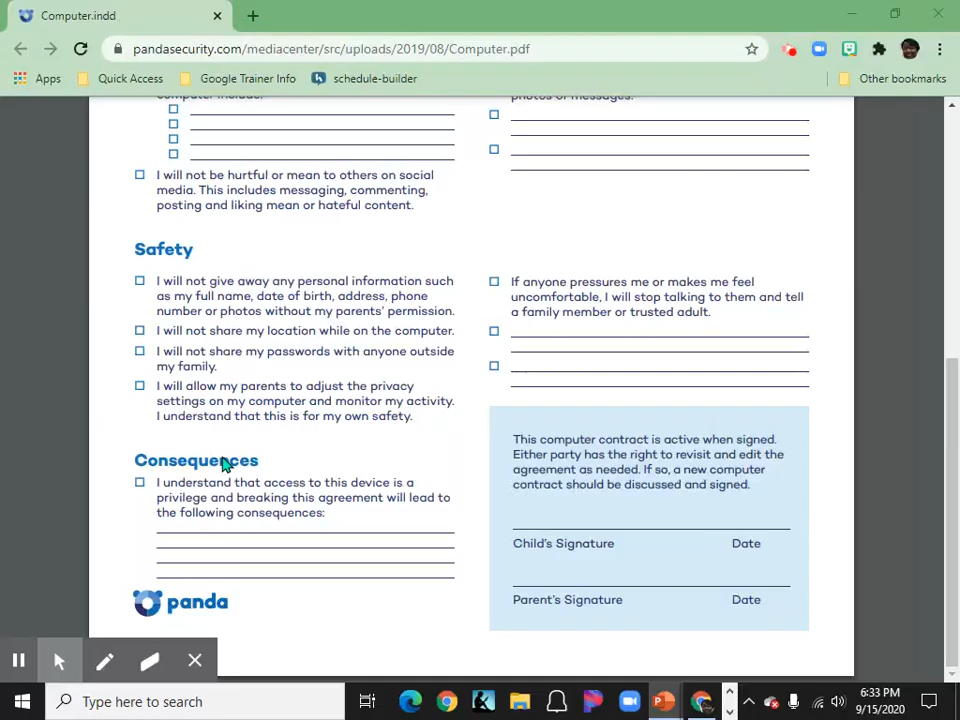 Computer.indd
pandasecurity.com/mediacenter/src/uploads/2019/08/Computer.pdf
Apps
Quick Access
Google Trainer Info
schedule-builder
Other bookmarks
computer include:
I will not be hurtful or mean to others on social
media. This includes messaging, commenting,
posting and liking mean or hateful content.
photos or messages.
Safety
I will not give away any personal information such
as my full name, date of birth, address, phone
number or photos without my parents' permission.
I will not share my location while on the computer.
I will not share my passwords with anyone outside
my family.
I will allow my parents to adjust the privacy
settings on my computer and monitor my activity.
I understand that this is for my own safety.
If anyone pressures me or makes me feel
uncomfortable, I will stop talking to them and tell
a family member or trusted adult.
Consequences
I understand that access to this device is a
privilege and breaking this agreement will lead to
the following consequences:
panda
This computer contract is active when signed.
Either party has the right to revisit and edit the
agreement as needed. If so, a new computer
contract should be discussed and signed.
Child's Signature
Date
Parent's Signature
Date
Type here to search
6:33 PM
9/15/2020